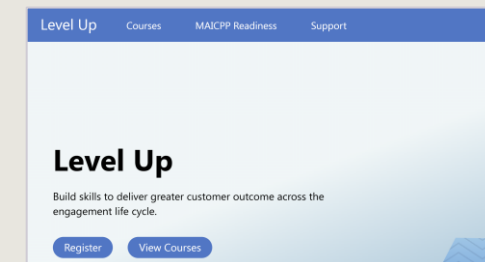 Level Up Courses MAICPP Readiness Support
Level Up
Build skills to deliver greater customer outcome across the
engagement life cycle.
Register View Courses